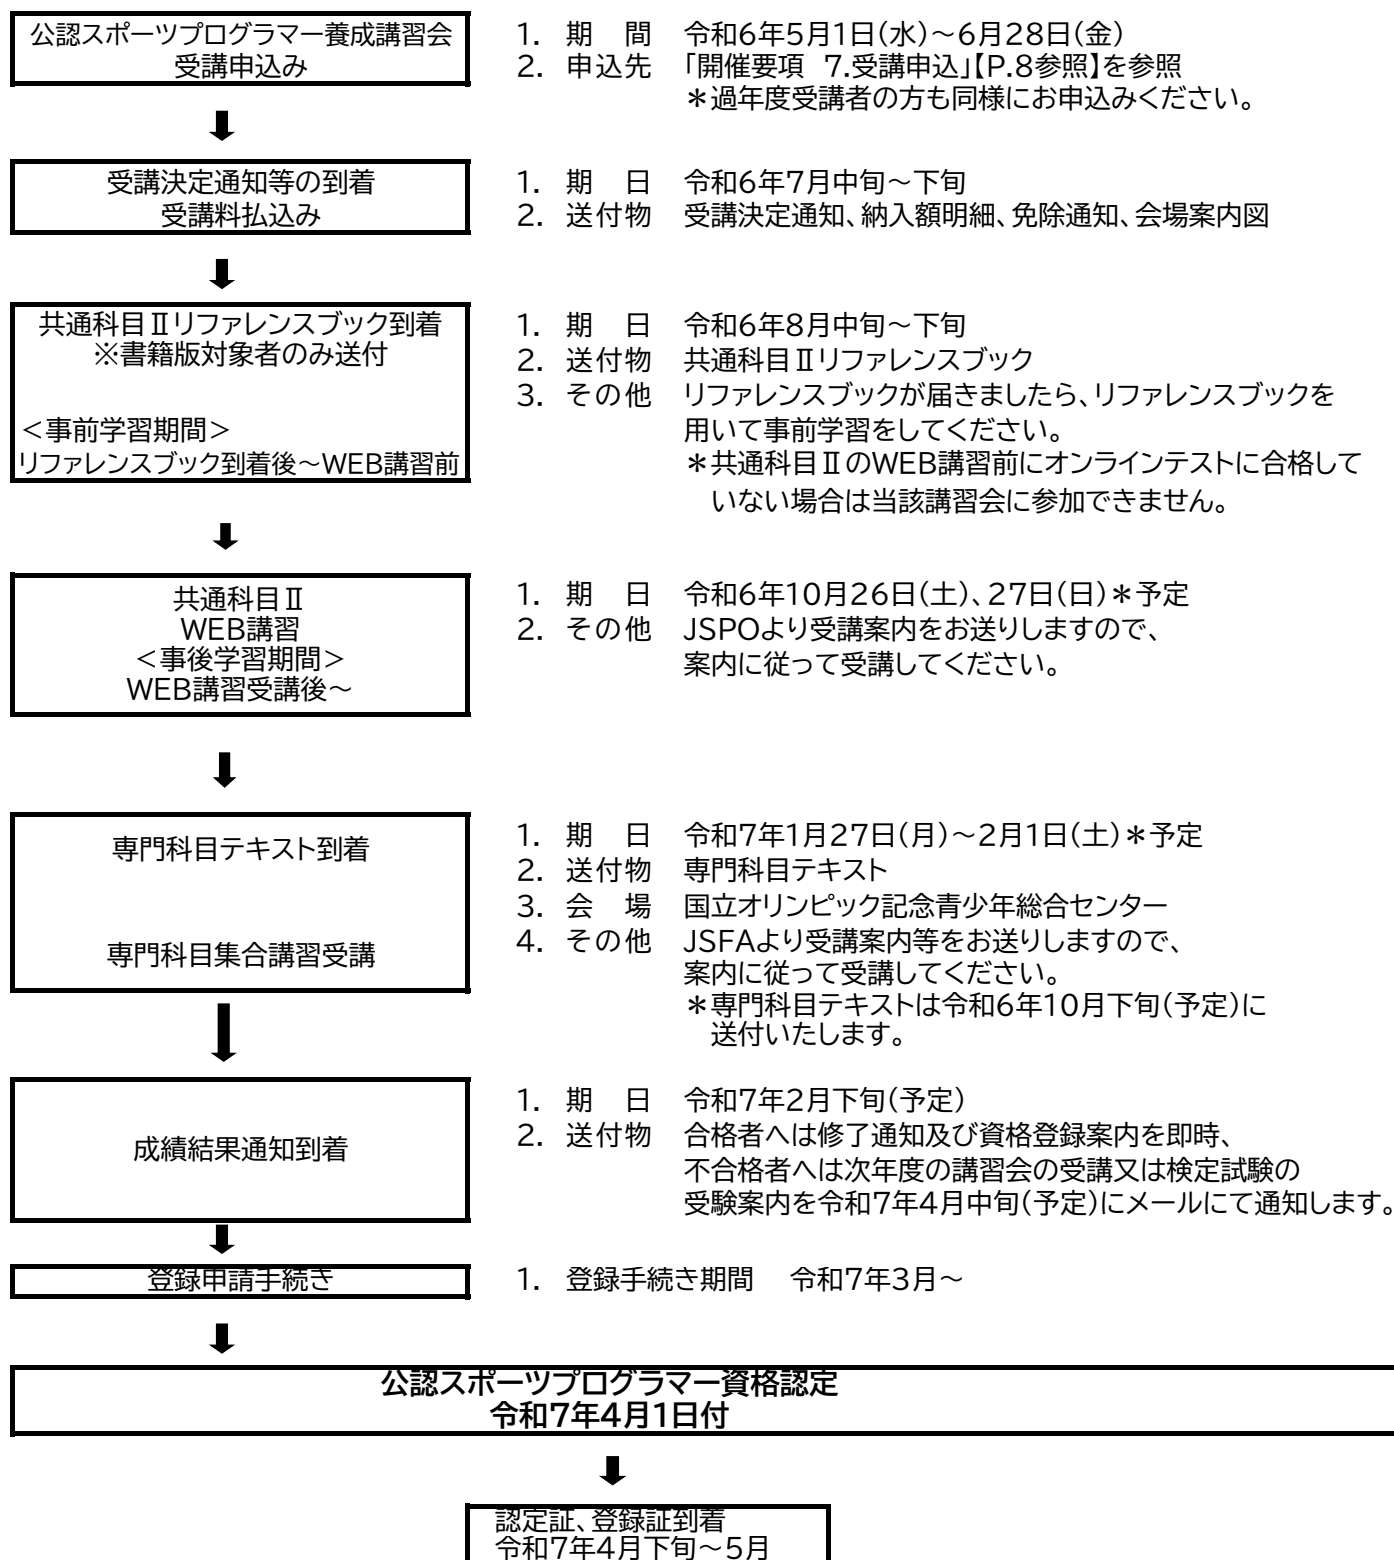 公認スポーツプログラマー養成講習会
受講申込み
1. 期　間　令和6年5月1日(水)～6月28日(金)
2. 申込先　「開催要項　7.受講申込」【P.8参照】を参照
＊過年度受講者の方も同様にお申込みください。
受講決定通知等の到着
受講料払込み
1. 期　日　令和6年7月中旬～下旬
2. 送付物　受講決定通知、納入額明細、免除通知、会場案内図
共通科目Ⅱリファレンスブック到着
※書籍版対象者のみ送付
＜事前学習期間＞
リファレンスブック到着後～WEB講習前
1. 期　日　令和6年8月中旬～下旬
2. 送付物　共通科目Ⅱリファレンスブック
3. その他　リファレンスブックが届きましたら、リファレンスブックを
用いて事前学習をしてください。
＊共通科目ⅡのWEB講習前にオンラインテストに合格して
いない場合は当該講習会に参加できません。
共通科目Ⅱ
WEB講習
＜事後学習期間＞
WEB講習受講後～
1. 期　日　令和6年10月26日(土)、27日(日)＊予定
2. その他　JSPOより受講案内をお送りしますので、
案内に従って受講してください。
専門科目テキスト到着
専門科目集合講習受講
1. 期　日　令和7年1月27日(月)～2月1日(土)＊予定
2. 送付物　専門科目テキスト
3. 会　場　国立オリンピック記念青少年総合センター
4. その他　JSFAより受講案内等をお送りしますので、
案内に従って受講してください。
＊専門科目テキストは令和6年10月下旬(予定)に
送付いたします。
成績結果通知到着
1. 期　日　令和7年2月下旬(予定)
2. 送付物　合格者へは修了通知及び資格登録案内を即時、
不合格者へは次年度の講習会の受講又は検定試験の
受験案内を令和7年4月中旬(予定)にメールにて通知します。
登録申請手続き
1. 登録手続き期間　令和7年3月～
公認スポーツプログラマー資格認定
令和7年4月1日付
認定証、登録証到着
令和7年4月下旬～5月